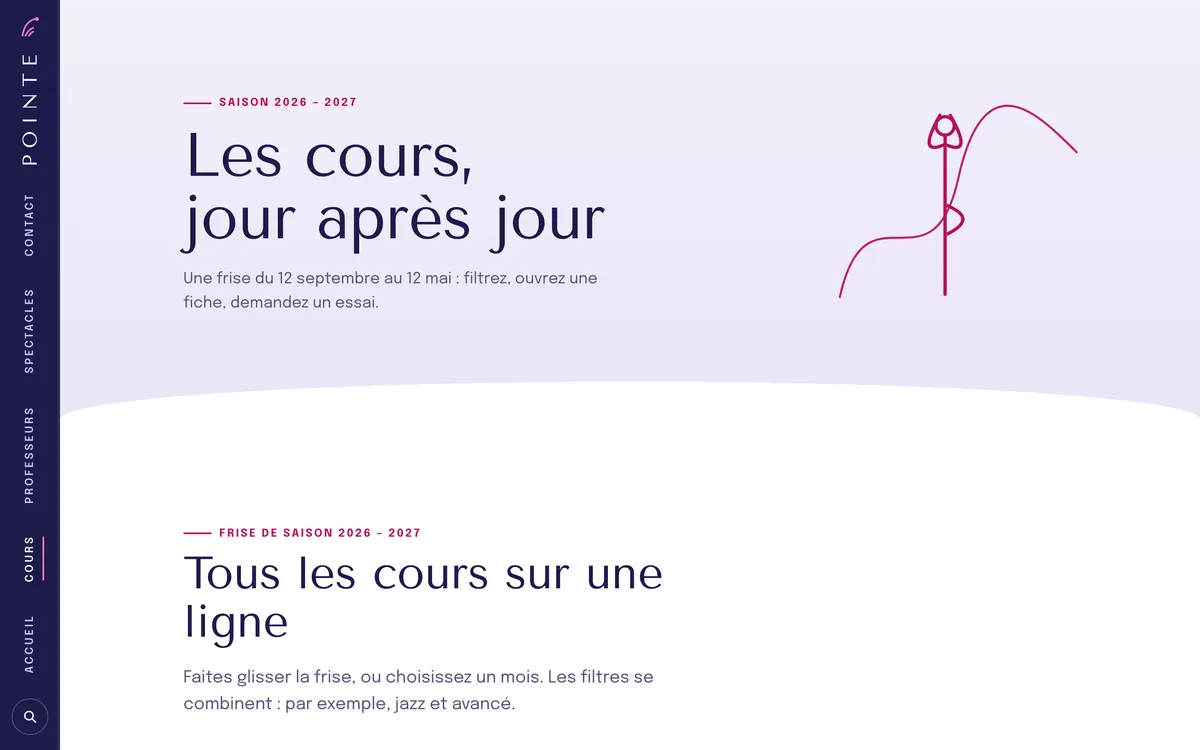 POINTE
CONTACT
SPECTACLES
PROFESSEURS
COURS
ACCUEIL
SAISON 2026 – 2027
Les cours,
jour après jour
Une frise du 12 septembre au 12 mai : filtrez, ouvrez une
fiche, demandez un essai.
FRISE DE SAISON 2026 – 2027
Tous les cours sur une
ligne
Faites glisser la frise, ou choisissez un mois. Les filtres se
combinent : par exemple, jazz et avancé.